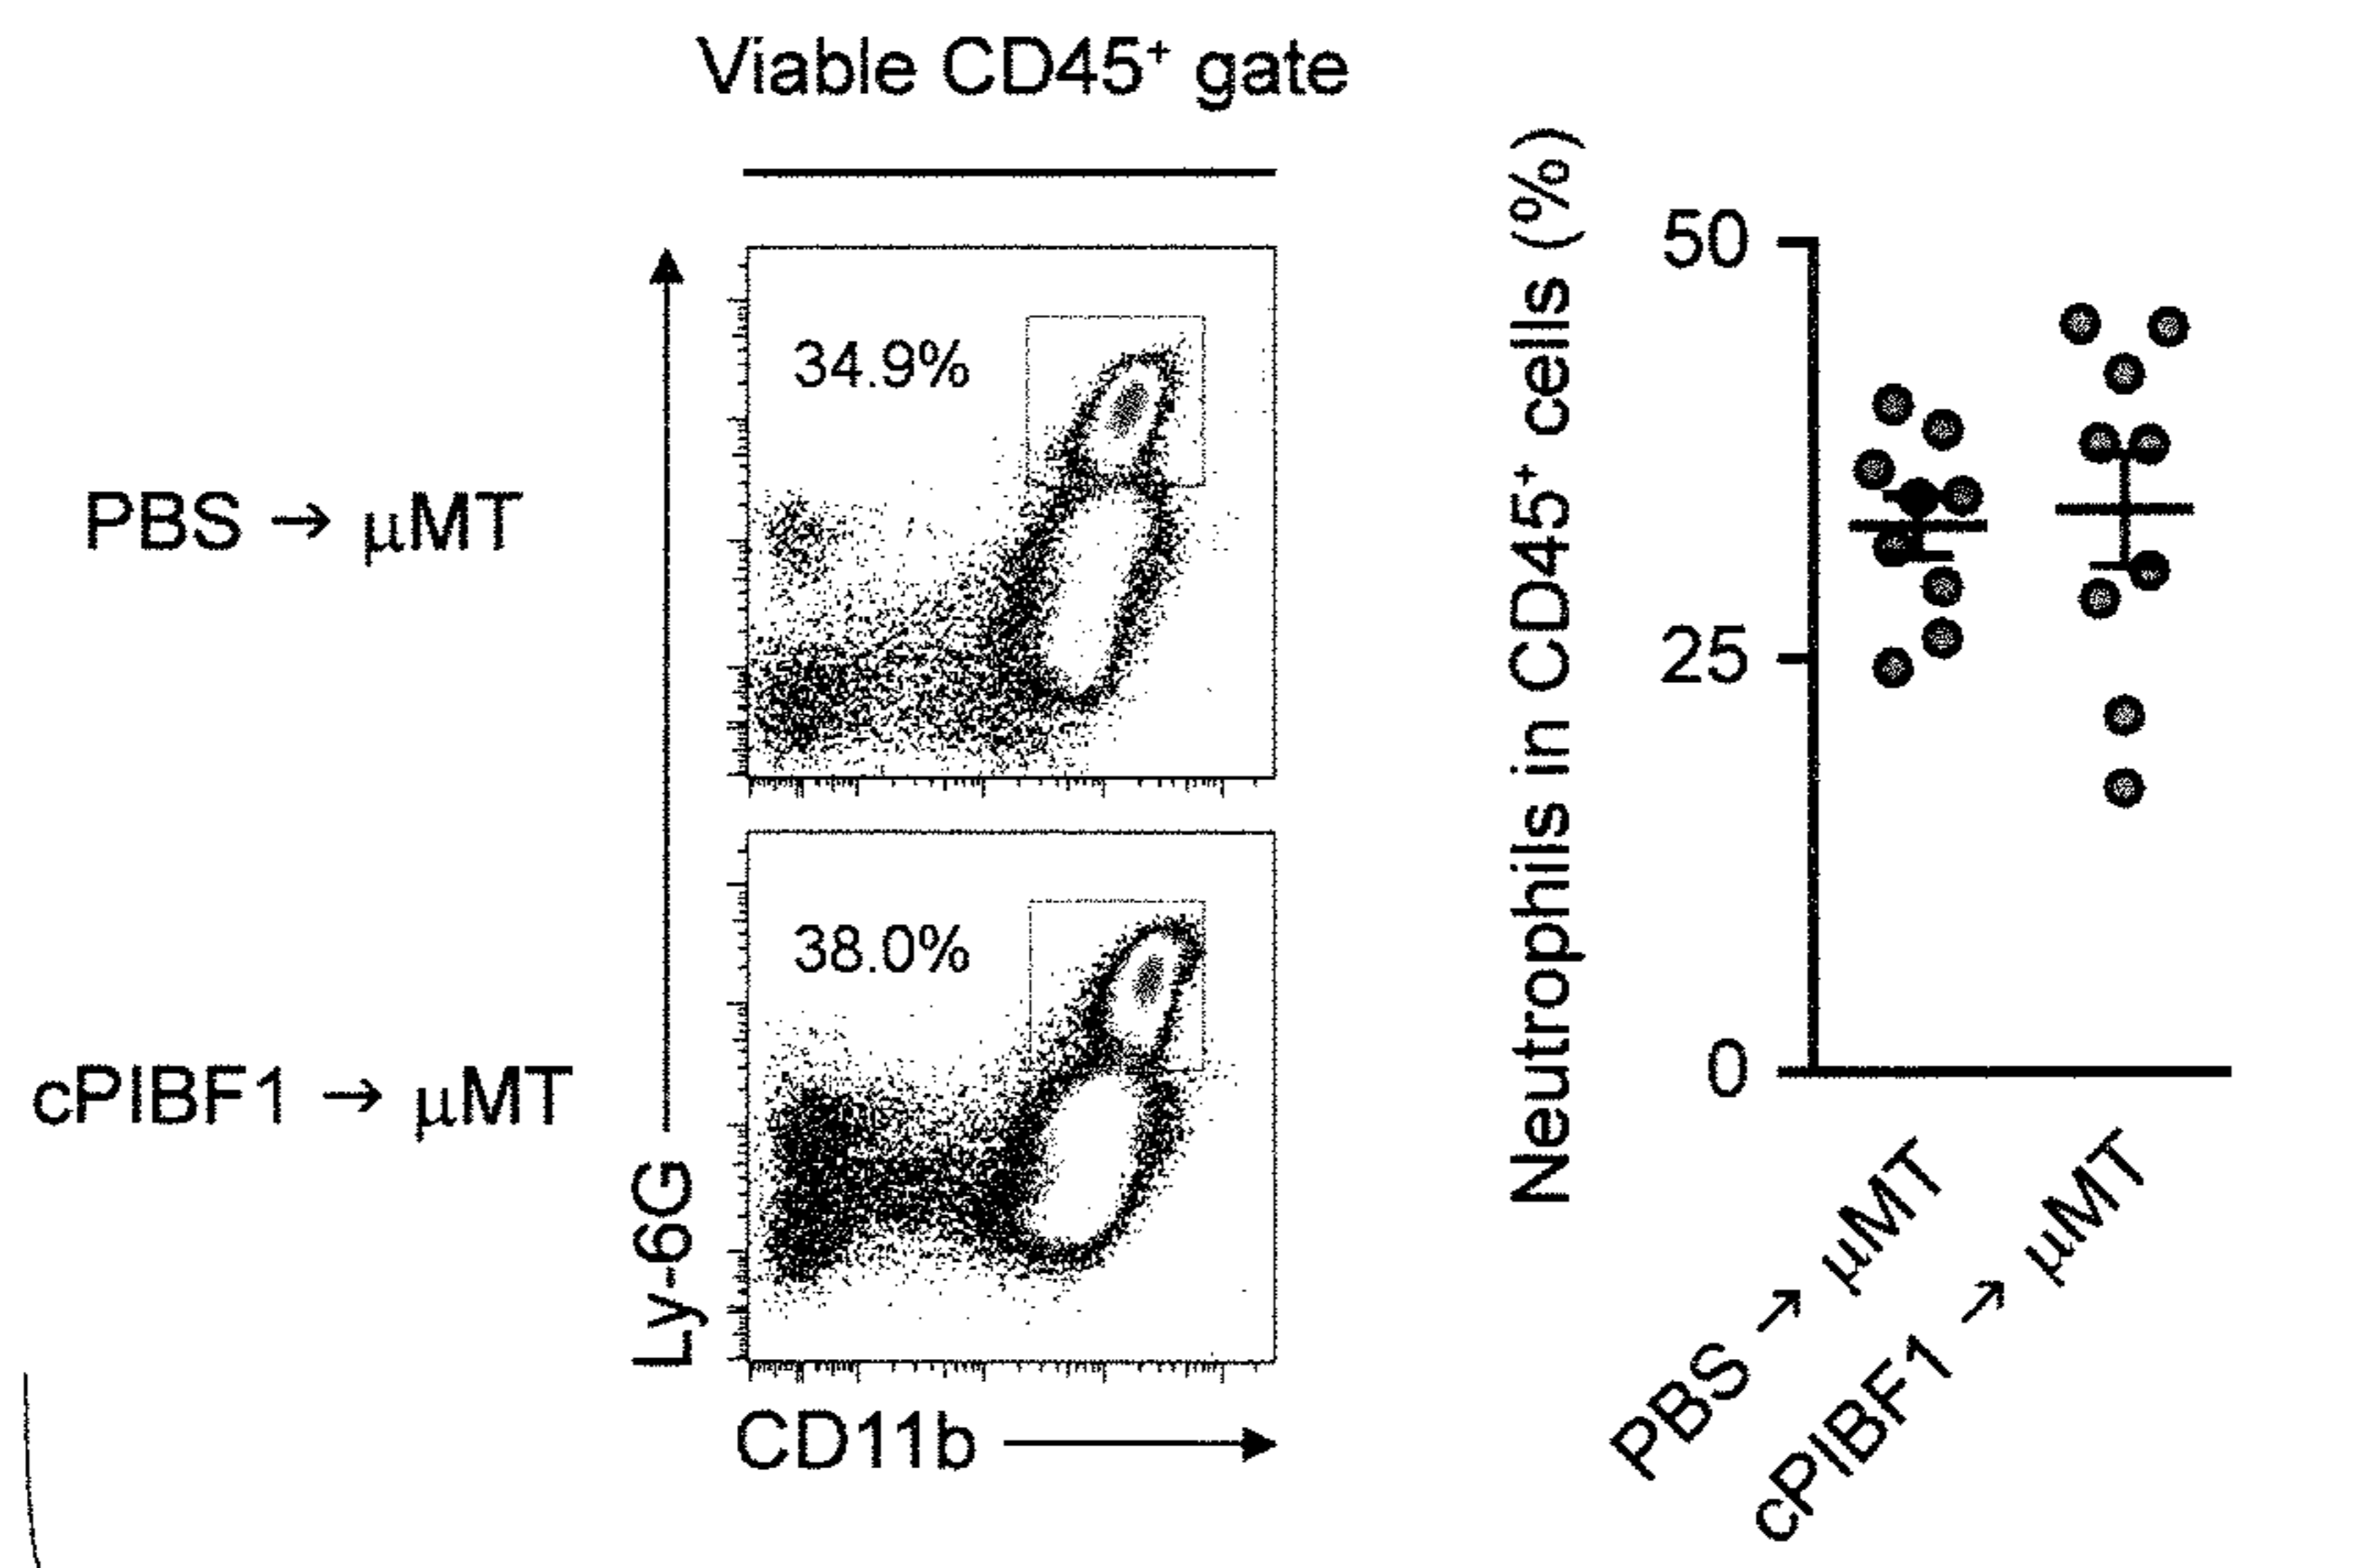 Viable CD45⁺ gate
PBS → μMT
34.9%
cPIBF1 → μMT
38.0%
Ly-6G
CD11b
Neutrophils in CD45⁺ cells (%)
50
25
0
PBS → μMT
cPIBF1 → μMT